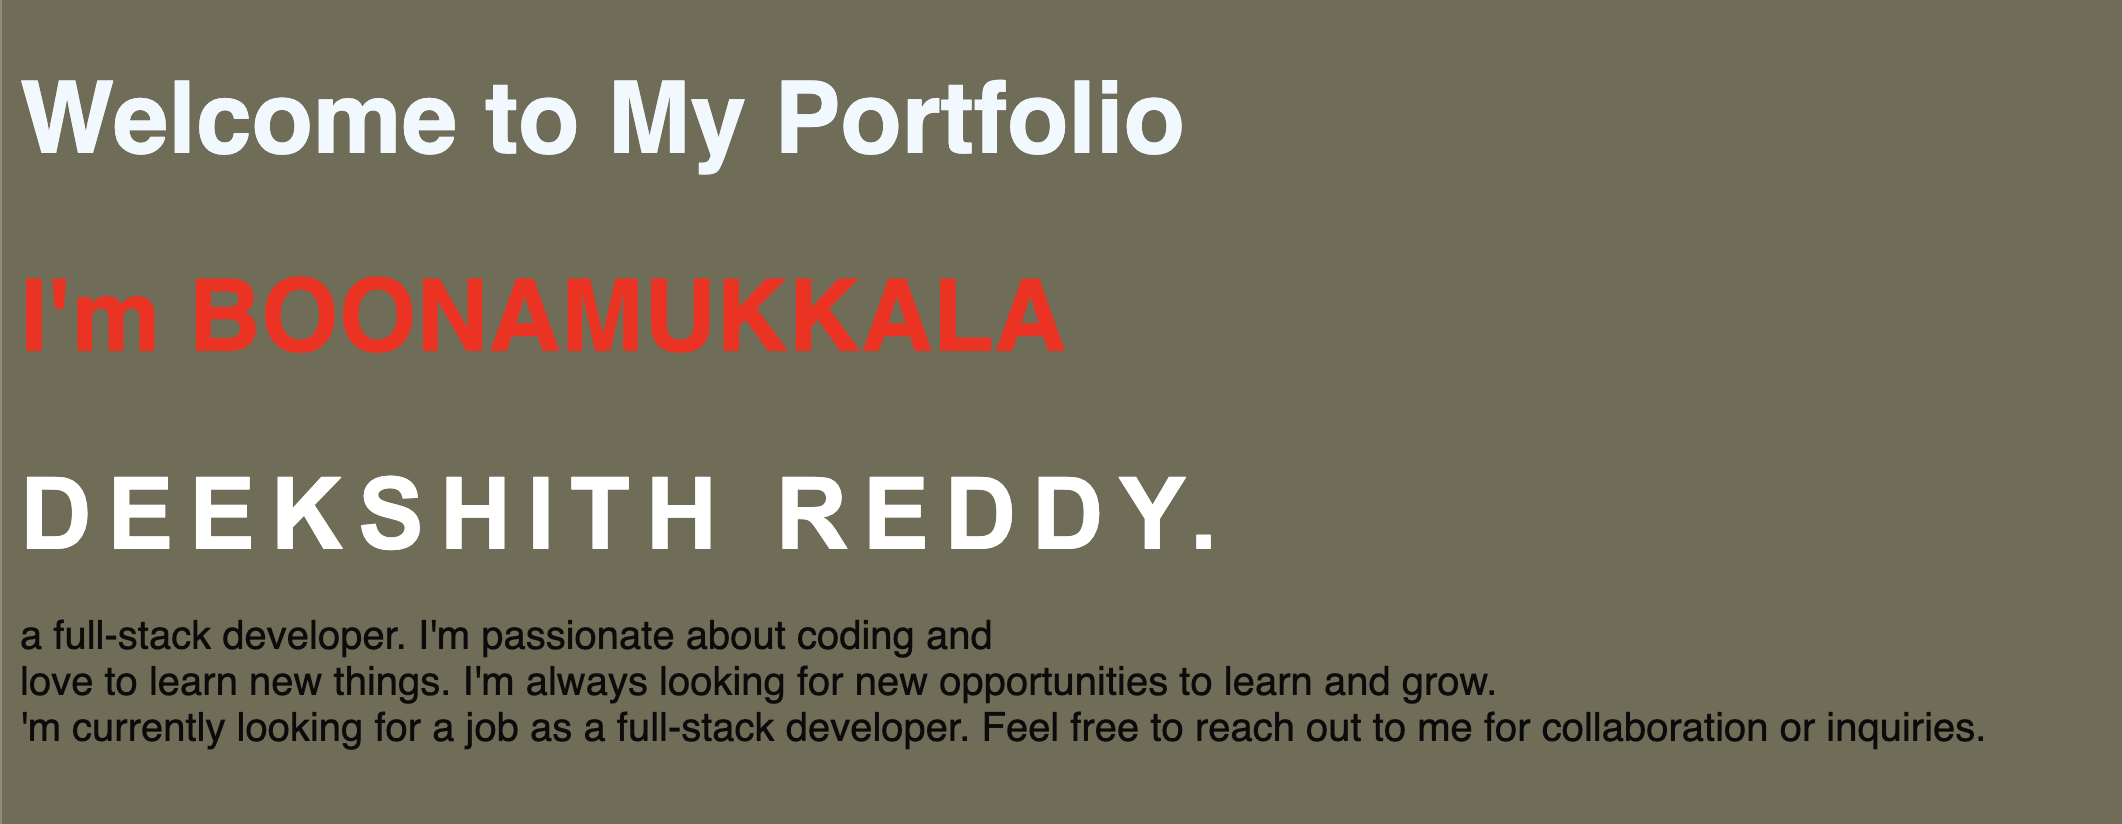 Welcome to My Portfolio
I'm BOONAMUKKALA
DEEKSHITH REDDY.
a full-stack developer. I'm passionate about coding and
love to learn new things. I'm always looking for new opportunities to learn and grow.
'm currently looking for a job as a full-stack developer. Feel free to reach out to me for collaboration or inquiries.